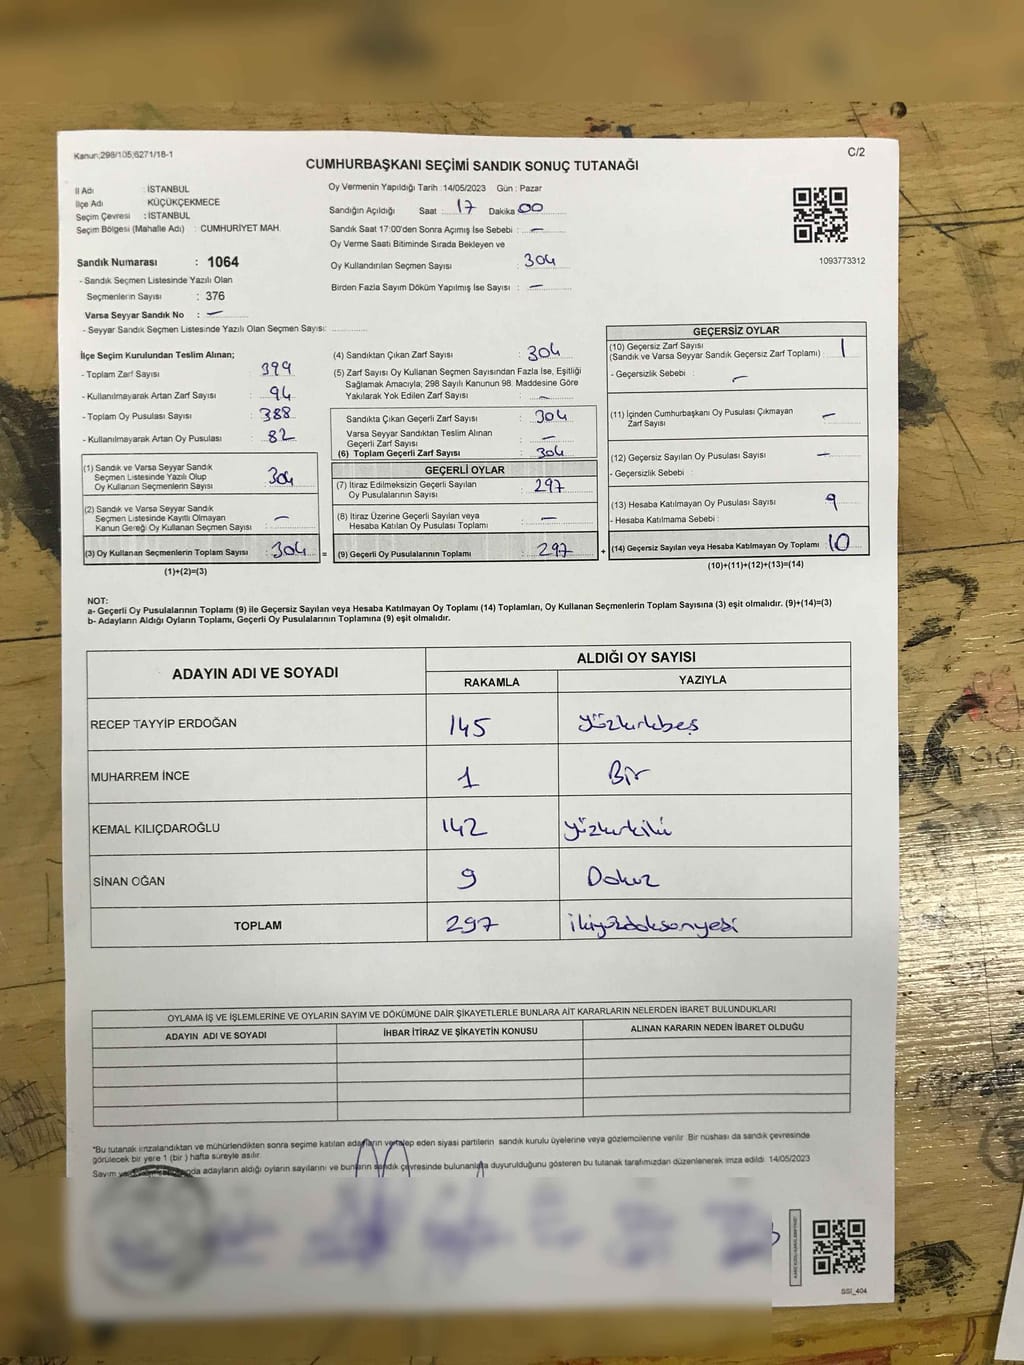 Kanun;298/105;6271/18-1
C/2
CUMHURBAŞKANI SEÇİMİ SANDIK SONUÇ TUTANAĞI
İl Adı : İSTANBUL
İlçe Adı : KÜÇÜKÇEKMECE
Seçim Çevresi : İSTANBUL
Seçim Bölgesi (Mahalle Adı) : CUMHURİYET MAH.
Sandık Numarası : 1064
- Sandık Seçmen Listesinde Yazılı Olan
Seçmenlerin Sayısı : 376
Varsa Seyyar Sandık No : —
- Seyyar Sandık Seçmen Listesinde Yazılı Olan Seçmen Sayısı: ............
Oy Vermenin Yapıldığı Tarih :14/05/2023 Gün : Pazar
Sandığın Açıldığı Saat : 17 Dakika 00
Sandık Saat 17:00'den Sonra Açımış İse Sebebi : —
Oy Verme Saati Bitiminde Sırada Bekleyen ve
Oy Kullandırılan Seçmen Sayısı : 304
Birden Fazla Sayım Döküm Yapılmış İse Sayısı : —
1093773312
İlçe Seçim Kurulundan Teslim Alınan;
- Toplam Zarf Sayısı : 399
- Kullanılmayarak Artan Zarf Sayısı : 94
- Toplam Oy Pusulası Sayısı : 388
- Kullanılmayarak Artan Oy Pusulası : 82
(1) Sandık ve Varsa Seyyar Sandık
Seçmen Listesinde Yazılı Olup
Oy Kullanan Seçmenlerin Sayısı : 304
(2) Sandık ve Varsa Seyyar Sandık
Seçmen Listesinde Kayıtlı Olmayan
Kanun Gereği Oy Kullanan Seçmen Sayısı : —
(3) Oy Kullanan Seçmenlerin Toplam Sayısı : 304 =
(1)+(2)=(3)
(4) Sandıktan Çıkan Zarf Sayısı : 304
(5) Zarf Sayısı Oy Kullanan Seçmen Sayısından Fazla İse, Eşitliği
Sağlamak Amacıyla, 298 Sayılı Kanunun 98. Maddesine Göre
Yakılarak Yok Edilen Zarf Sayısı : —
Sandıkta Çıkan Geçerli Zarf Sayısı : 304
Varsa Seyyar Sandıktan Teslim Alınan
Geçerli Zarf Sayısı : —
(6) Toplam Geçerli Zarf Sayısı : 304
GEÇERLİ OYLAR
(7) İtiraz Edilmeksizin Geçerli Sayılan
Oy Pusulalarının Sayısı : 297
(8) İtiraz Üzerine Geçerli Sayılan veya
Hesaba Katılan Oy Pusulası Toplamı : —
(9) Geçerli Oy Pusulalarının Toplamı : 297 +
GEÇERSİZ OYLAR
(10) Geçersiz Zarf Sayısı
(Sandık ve Varsa Seyyar Sandık Geçersiz Zarf Toplamı) : 1
- Geçersizlik Sebebi : —
(11) İçinden Cumhurbaşkanı Oy Pusulası Çıkmayan
Zarf Sayısı : —
(12) Geçersiz Sayılan Oy Pusulası Sayısı : —
- Geçersizlik Sebebi :
(13) Hesaba Katılmayan Oy Pusulası Sayısı : 9
- Hesaba Katılmama Sebebi :
(14) Geçersiz Sayılan veya Hesaba Katılmayan Oy Toplamı : 10
(10)+(11)+(12)+(13)=(14)
NOT:
a- Geçerli Oy Pusulalarının Toplamı (9) ile Geçersiz Sayılan veya Hesaba Katılmayan Oy Toplamı (14) Toplamları, Oy Kullanan Seçmenlerin Toplam Sayısına (3) eşit olmalıdır. (9)+(14)=(3)
b- Adayların Aldığı Oyların Toplamı, Geçerli Oy Pusulalarının Toplamına (9) eşit olmalıdır.
ADAYIN ADI VE SOYADI
ALDIĞI OY SAYISI
RAKAMLA YAZIYLA
RECEP TAYYİP ERDOĞAN 145 yüzkırkbeş
MUHARREM İNCE 1 Bir
KEMAL KILIÇDAROĞLU 142 yüzkırkiki
SİNAN OĞAN 9 Dokuz
TOPLAM 297 ikiyüzdoksanyedi
OYLAMA İŞ VE İŞLEMLERİNE VE OYLARIN SAYIM VE DÖKÜMÜNE DAİR ŞİKAYETLERLE BUNLARA AİT KARARLARIN NELERDEN İBARET BULUNDUKLARI
ADAYIN ADI VE SOYADI İHBAR İTİRAZ VE ŞİKAYETİN KONUSU ALINAN KARARIN NEDEN İBARET OLDUĞU
*Bu tutanak imzalandıktan ve mühürlendikten sonra seçime katılan adayların ve talep eden siyasi partilerin sandık kurulu üyelerine veya gözlemcilerine verilir. Bir nüshası da sandık çevresinde
görülecek bir yere 1 (bir) hafta süreyle asılır.
Sayım adayların aldığı oyların sayılarını ve bunların sandık çevresinde bulunanlara duyurulduğunu gösteren bu tutanak tarafımızdan düzenlenerek imza edildi. 14/05/2023
SSİ_404